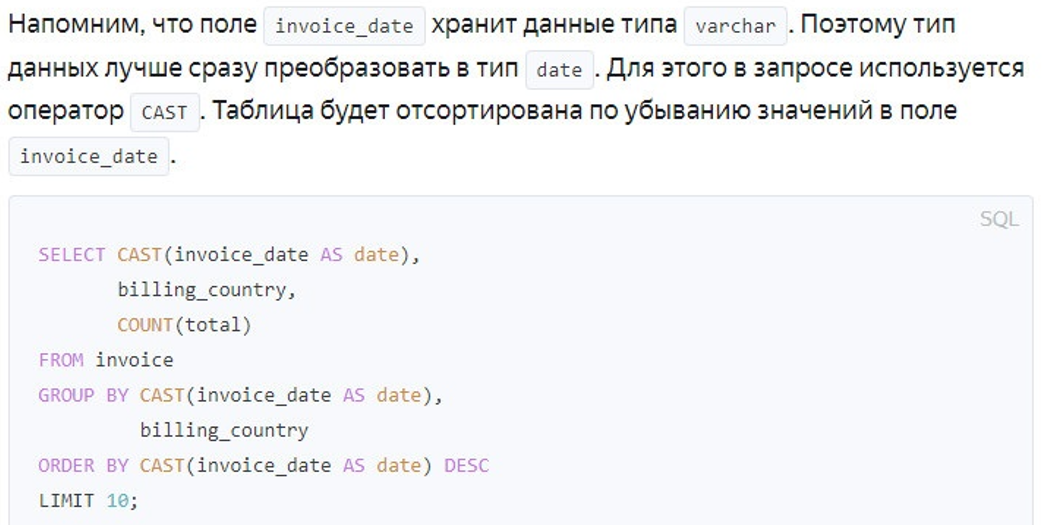 Напомним, что поле invoice_date хранит данные типа varchar. Поэтому тип
данных лучше сразу преобразовать в тип date. Для этого в запросе используется
оператор CAST. Таблица будет отсортирована по убыванию значений в поле
invoice_date.
SQL
SELECT CAST(invoice_date AS date),
       billing_country,
       COUNT(total)
FROM invoice
GROUP BY CAST(invoice_date AS date),
         billing_country
ORDER BY CAST(invoice_date AS date) DESC
LIMIT 10;